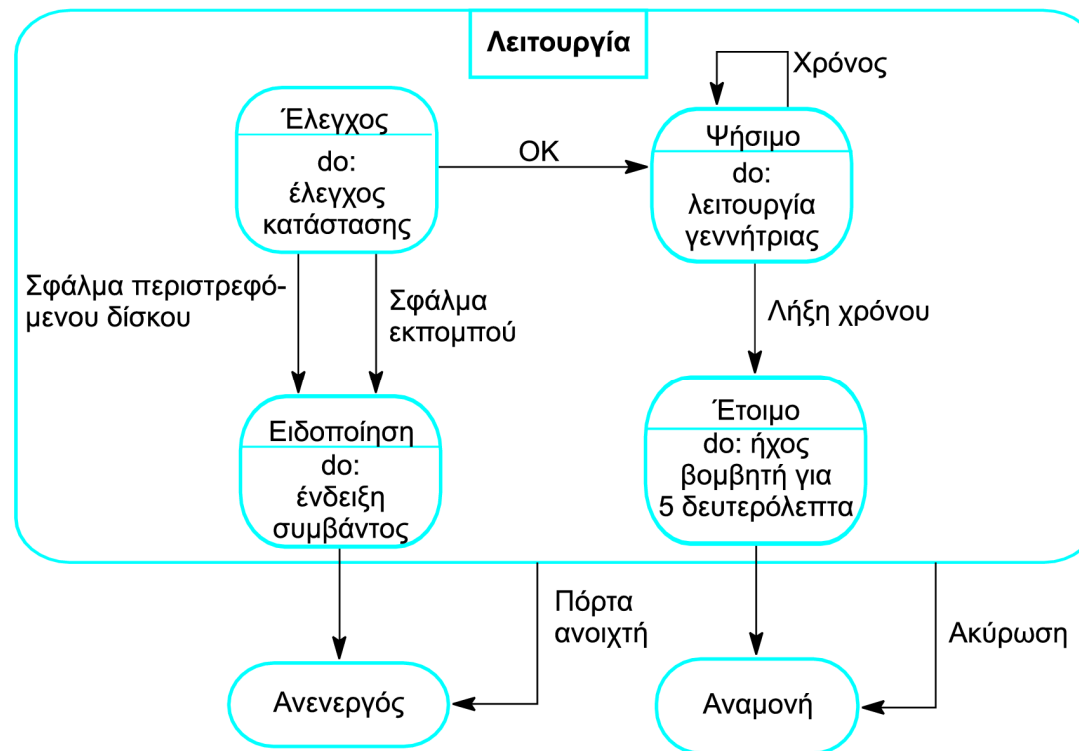 Λειτουργία
Χρόνος
Έλεγχος
do:
έλεγχος
κατάστασης
OK
Ψήσιμο
do:
λειτουργία
γεννήτριας
Σφάλμα περιστρεφό-
μενου δίσκου
Σφάλμα
εκπομπού
Λήξη χρόνου
Ειδοποίηση
do:
ένδειξη
συμβάντος
Έτοιμο
do: ήχος
βομβητή για
5 δευτερόλεπτα
Πόρτα
ανοιχτή
Ακύρωση
Ανενεργός
Αναμονή